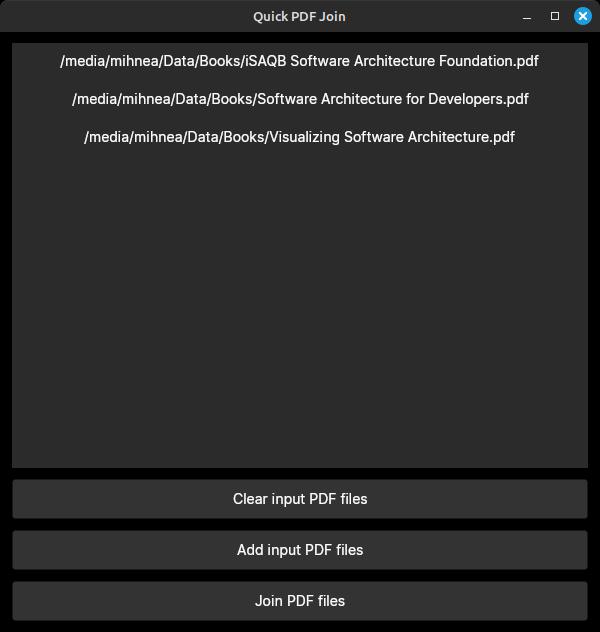 Quick PDF Join
/media/mihnea/Data/Books/iSAQB Software Architecture Foundation.pdf
/media/mihnea/Data/Books/Software Architecture for Developers.pdf
/media/mihnea/Data/Books/Visualizing Software Architecture.pdf
Clear input PDF files
Add input PDF files
Join PDF files